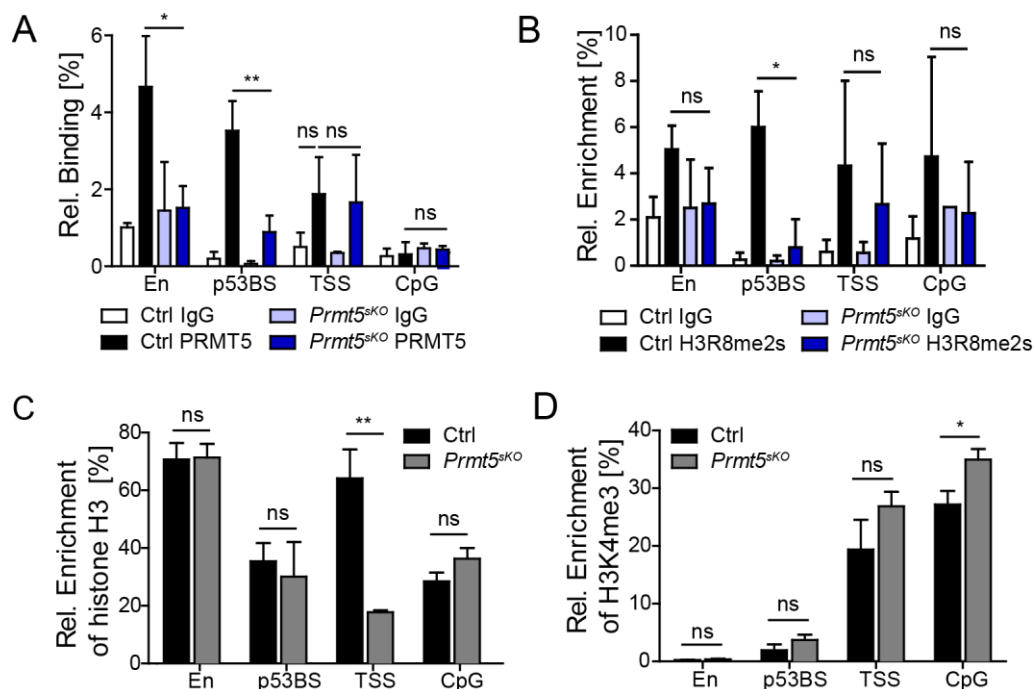 A
Rel. Binding [%]
6
4
2
0
*
**
ns
ns
ns
En
p53BS
TSS
CpG
Ctrl IgG
Prmt5sKO IgG
Ctrl PRMT5
Prmt5sKO PRMT5
B
Rel. Enrichment [%]
10
8
6
4
2
0
ns
*
ns
ns
En
p53BS
TSS
CpG
Ctrl IgG
Prmt5sKO IgG
Ctrl H3R8me2s
Prmt5sKO H3R8me2s
C
Rel. Enrichment
of histone H3 [%]
80
60
40
20
0
ns
ns
**
ns
Ctrl
Prmt5sKO
En
p53BS
TSS
CpG
D
Rel. Enrichment
of H3K4me3 [%]
40
30
20
10
0
Ctrl
Prmt5sKO
ns
ns
ns
*
En
p53BS
TSS
CpG